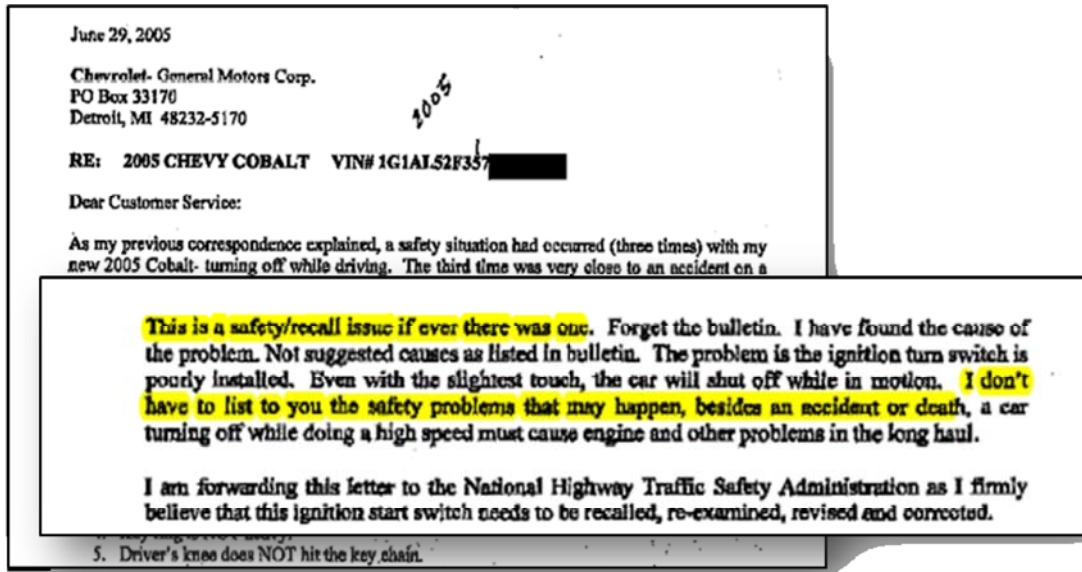 June 29, 2005
Chevrolet- General Motors Corp.
PO Box 33170
Detroit, MI 48232-5170
2005
RE: 2005 CHEVY COBALT VIN# 1G1AL52F357
Dear Customer Service:
As my previous correspondence explained, a safety situation had occurred (three times) with my
new 2005 Cobalt- turning off while driving. The third time was very close to an accident on a
This is a safety/recall issue if ever there was one. Forget the bulletin. I have found the cause of
the problem. Not suggested causes as listed in bulletin. The problem is the ignition turn switch is
poorly installed. Even with the slightest touch, the car will shut off while in motion. I don't
have to list to you the safety problems that may happen, besides an accident or death, a car
turning off while doing a high speed must cause engine and other problems in the long haul.
I am forwarding this letter to the National Highway Traffic Safety Administration as I firmly
believe that this ignition start switch needs to be recalled, re-examined, revised and corrected.
5. Driver's knee does NOT hit the key chain.